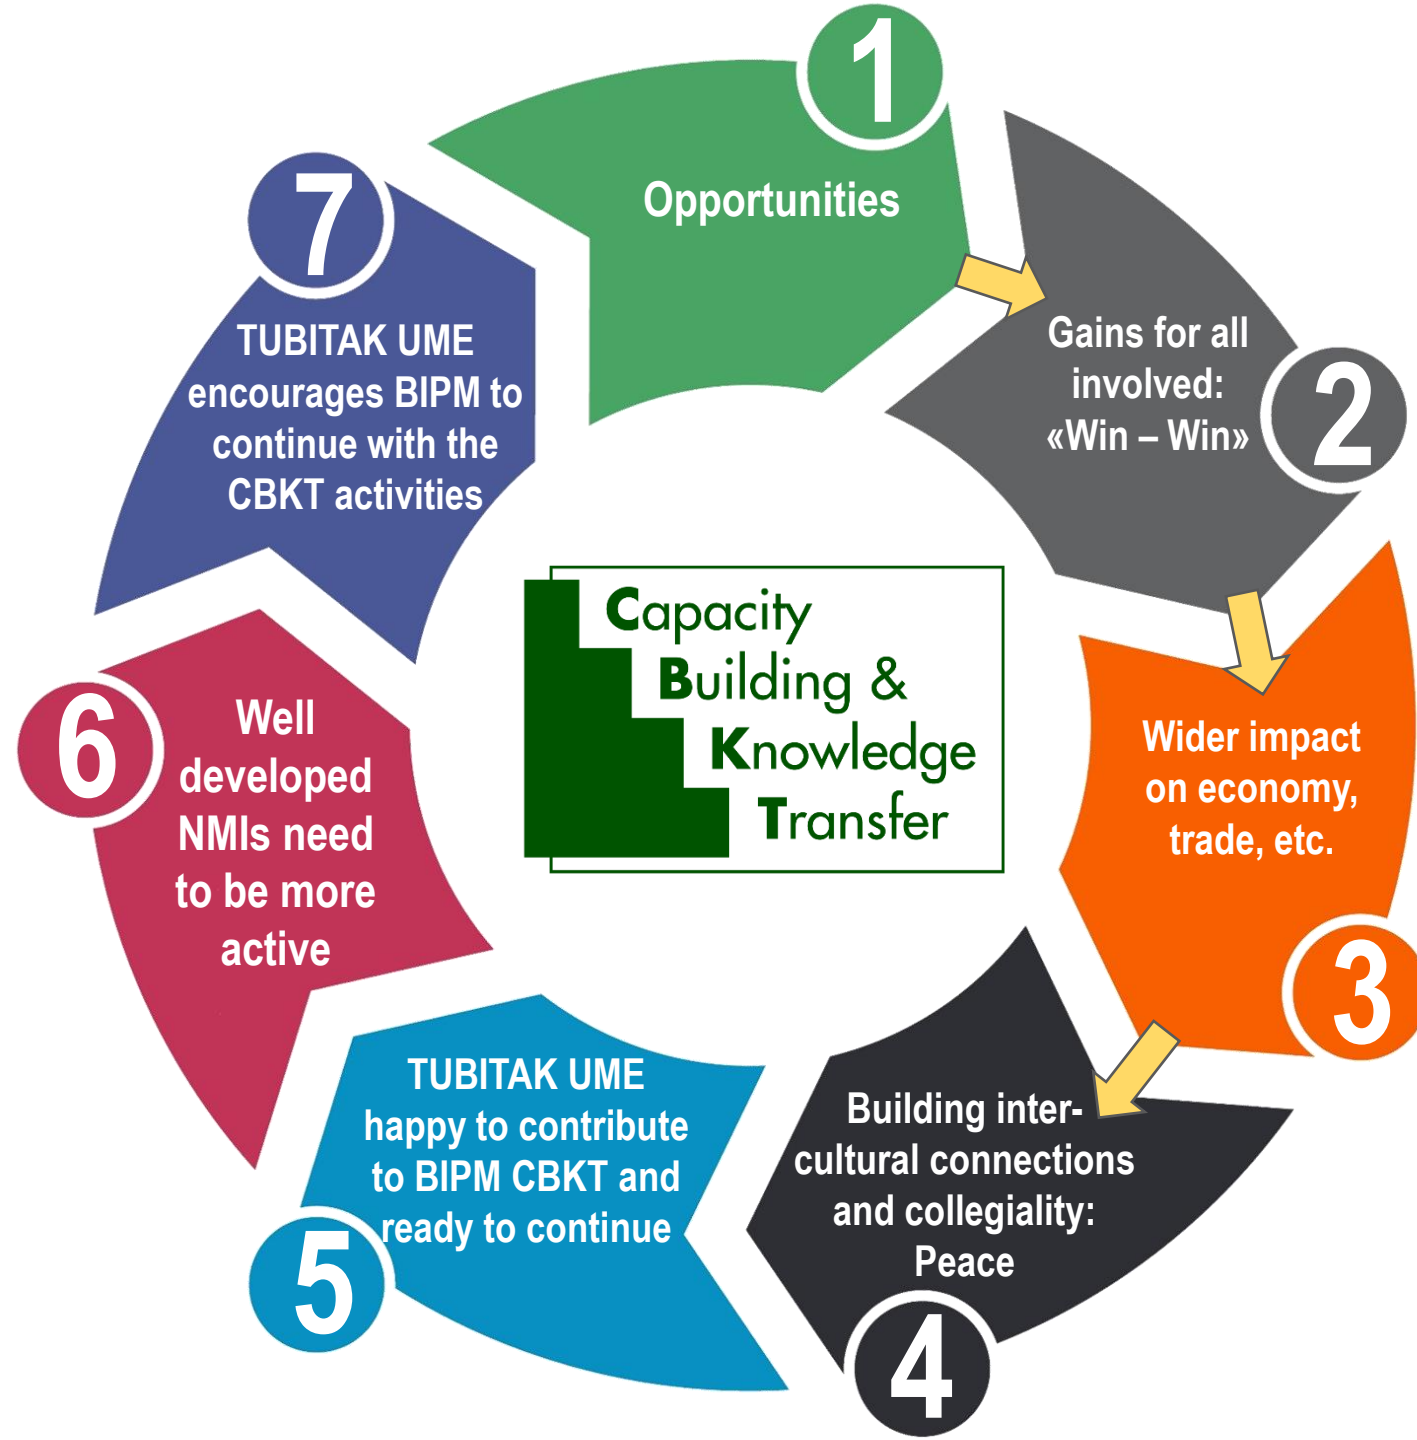 1
Opportunities
2
Gains for all
involved:
«Win – Win»
3
Wider impact
on economy,
trade, etc.
4
Building inter-
cultural connections
and collegiality:
Peace
5
TUBITAK UME
happy to contribute
to BIPM CBKT and
ready to continue
6
Well
developed
NMIs need
to be more
active
7
TUBITAK UME
encourages BIPM to
continue with the
CBKT activities
Capacity
Building &
Knowledge
Transfer